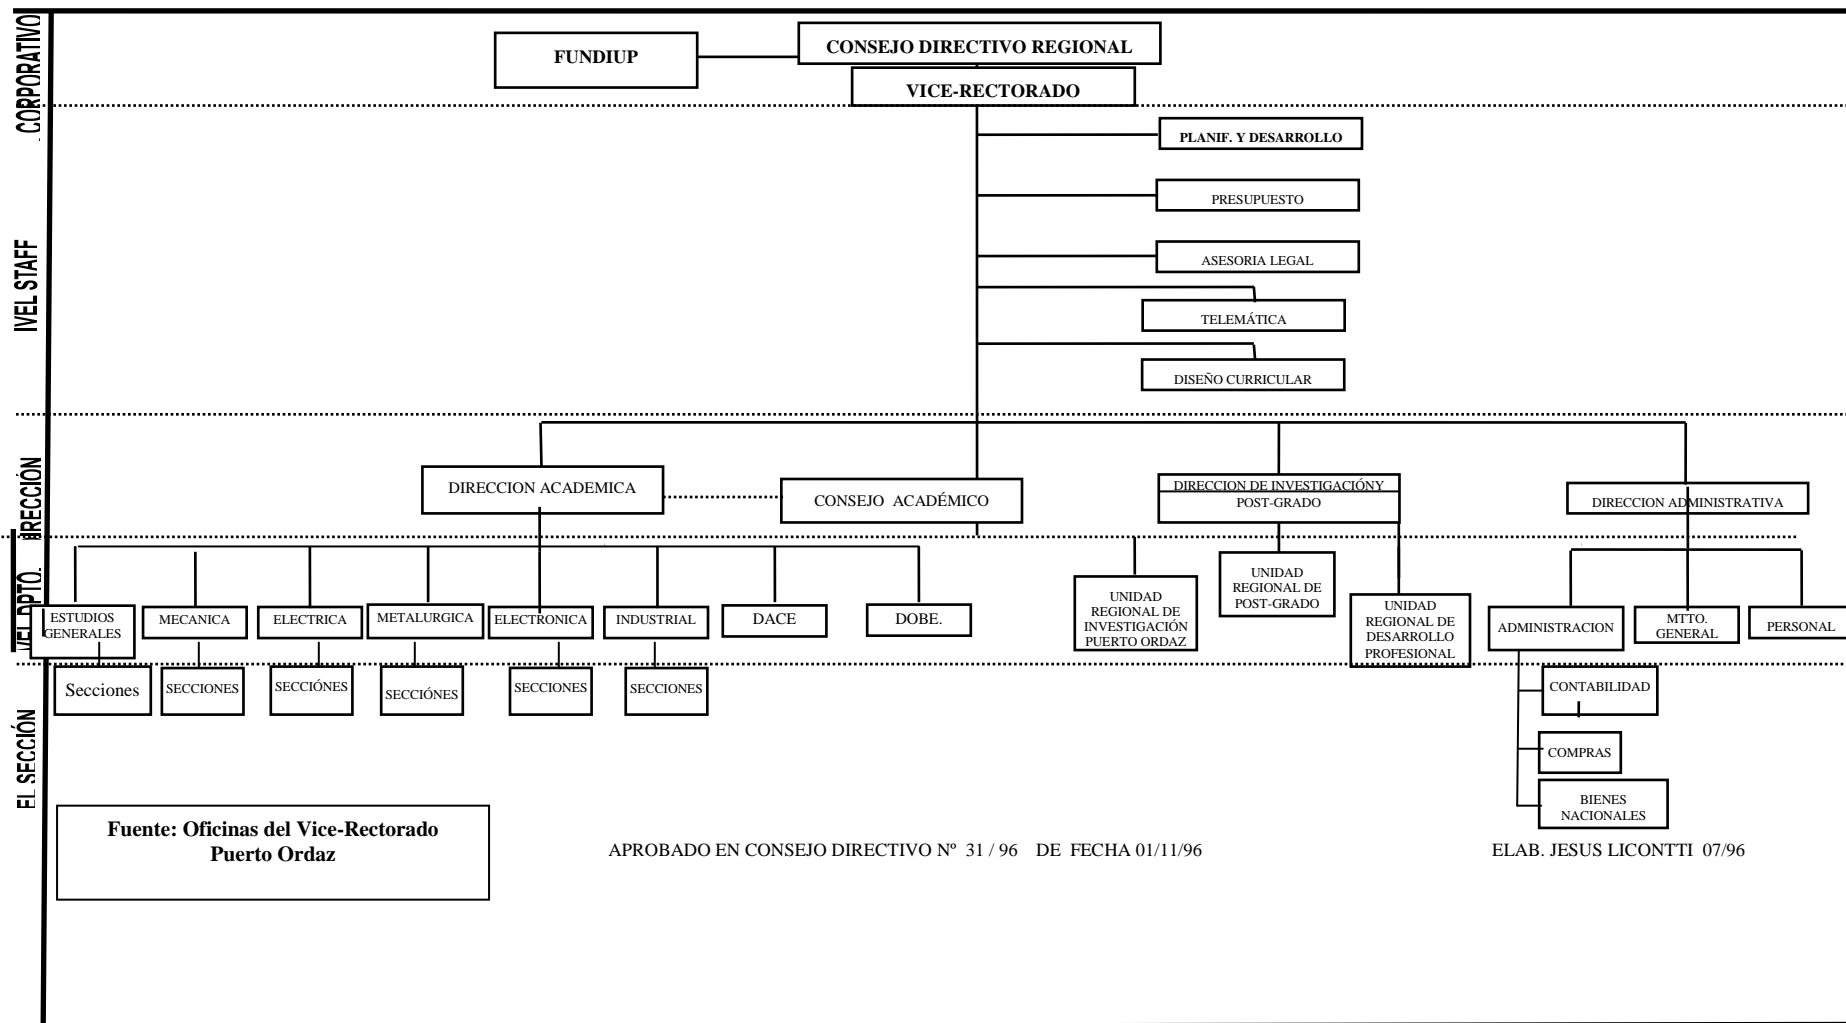 . CORPORATIVO
FUNDIUP
CONSEJO DIRECTIVO REGIONAL
VICE-RECTORADO
IVEL STAFF
PLANIF. Y DESARROLLO
PRESUPUESTO
ASESORIA LEGAL
TELEMÁTICA
DISEÑO CURRICULAR
DIRECCION ACADEMICA
CONSEJO ACADÉMICO
DIRECCION DE INVESTIGACIÓNY
POST-GRADO
DIRECCION ADMINISTRATIVA
DPTO.
ESTUDIOS
GENERALES
MECANICA
ELECTRICA
METALURGICA
ELECTRONICA
INDUSTRIAL
DACE
DOBE.
UNIDAD
REGIONAL DE
INVESTIGACIÓN
PUERTO ORDAZ
UNIDAD
REGIONAL DE
POST-GRADO
UNIDAD
REGIONAL DE
DESARROLLO
PROFESIONAL
ADMINISTRACION
MTTO.
GENERAL
PERSONAL
EL SECCIÓN
Secciones
SECCIONES
SECCIÓNES
SECCIÓNES
SECCIONES
SECCIONES
CONTABILIDAD
COMPRAS
BIENES
NACIONALES
Fuente: Oficinas del Vice-Rectorado
Puerto Ordaz
APROBADO EN CONSEJO DIRECTIVO Nº 31 / 96 DE FECHA 01/11/96
ELAB. JESUS LICONTTI 07/96